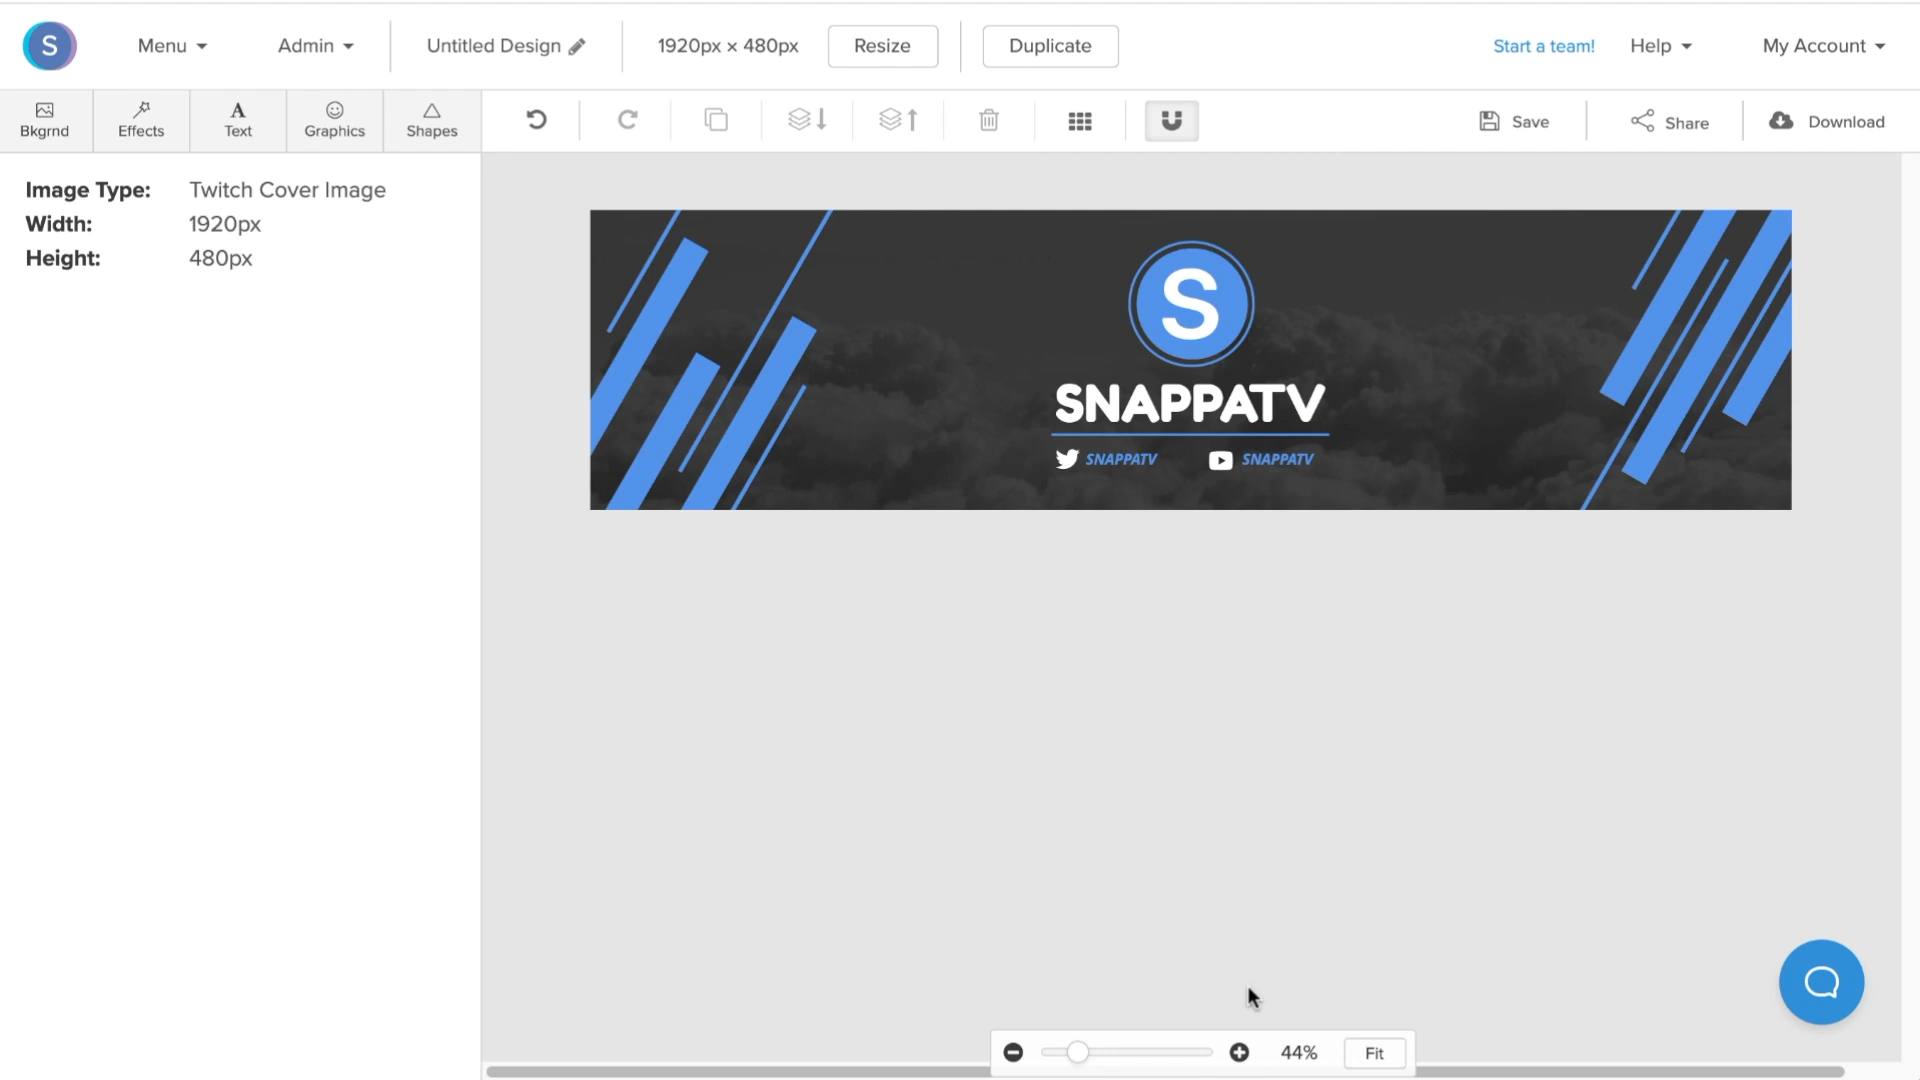 S Menu Admin Untitled Design 1920px × 480px Resize Duplicate Start a team! Help My Account
Bkgrnd Effects Text Graphics Shapes Save Share Download
Image Type: Twitch Cover Image
Width: 1920px
Height: 480px
S
SNAPPATV
SNAPPATV SNAPPATV
44% Fit